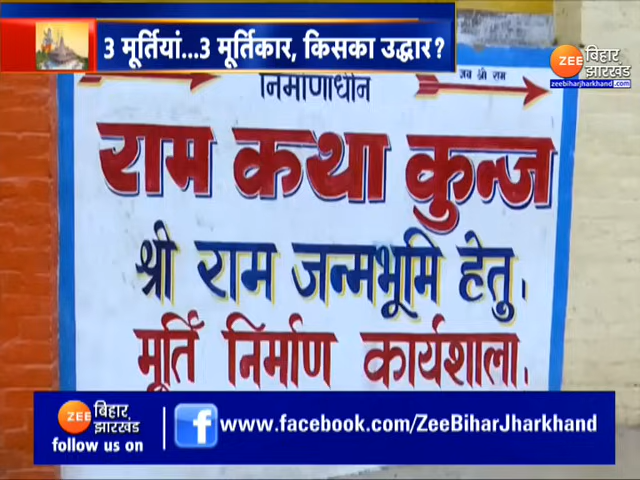 3 मूर्तियां...3 मूर्तिकार, किसका उद्धार?
ZEE बिहार झारखंड
zeebiharjharkhand.com
जय श्री राम
निर्माणाधीन
राम कथा कुन्ज
श्री राम जन्मभूमि हेतु.
मूर्ति निर्माण कार्यशाला.
ZEE बिहार झारखंड
follow us on
f www.facebook.com/ZeeBiharJharkhand